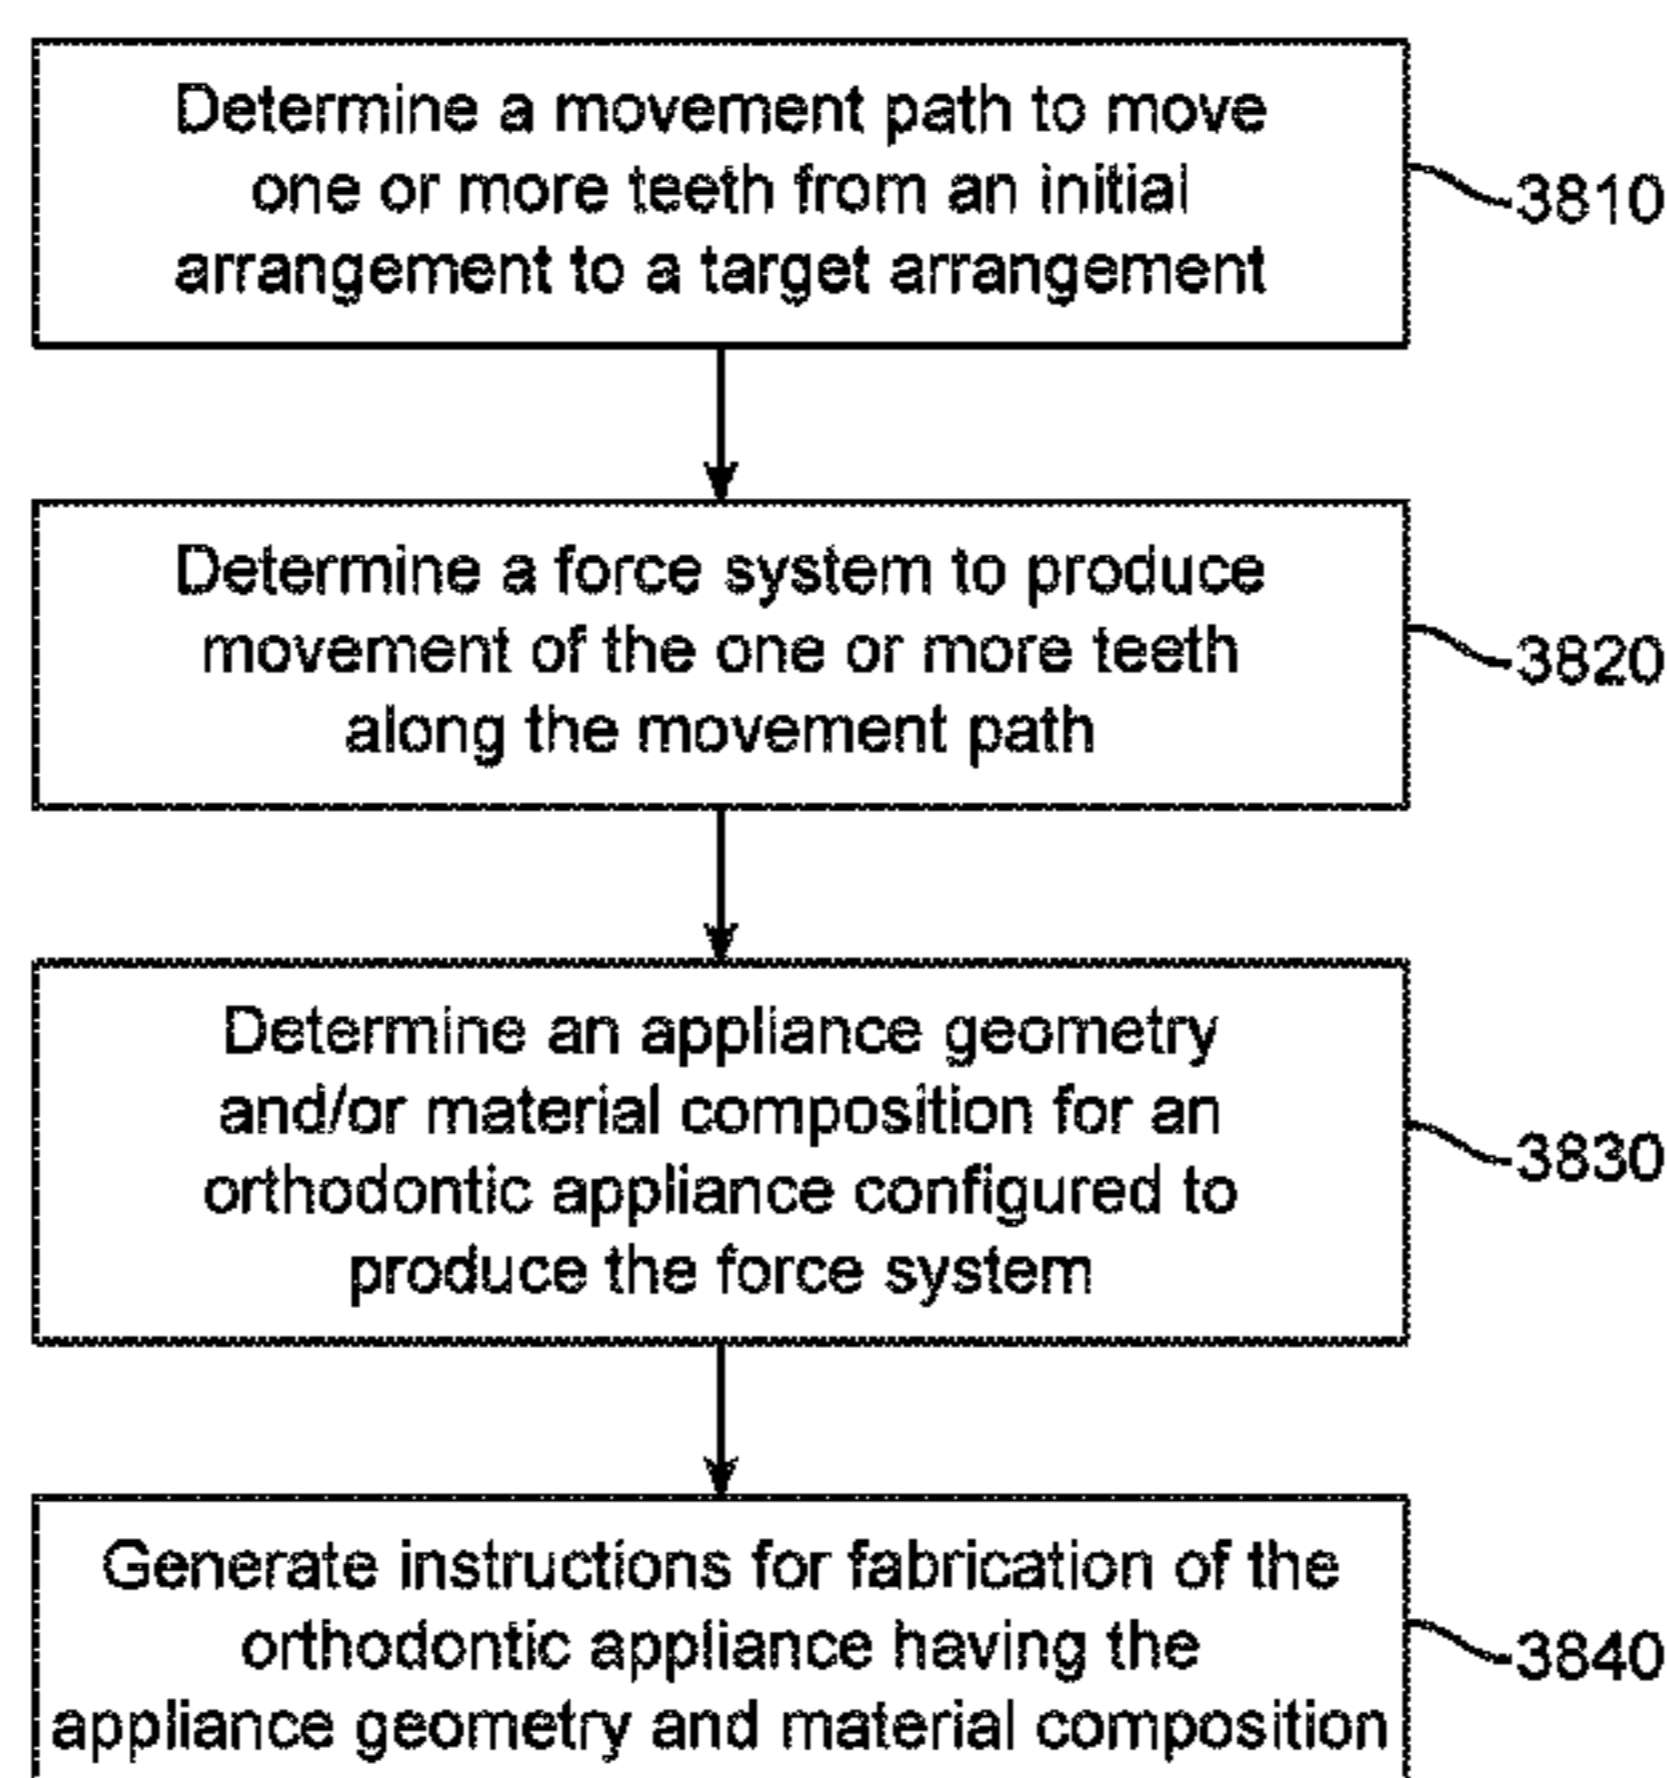 Determine a movement path to move
one or more teeth from an initial
arrangement to a target arrangement
3810
Determine a force system to produce
movement of the one or more teeth
along the movement path
3820
Determine an appliance geometry
and/or material composition for an
orthodontic appliance configured to
produce the force system
3830
Generate instructions for fabrication of the
orthodontic appliance having the
appliance geometry and material composition
3840